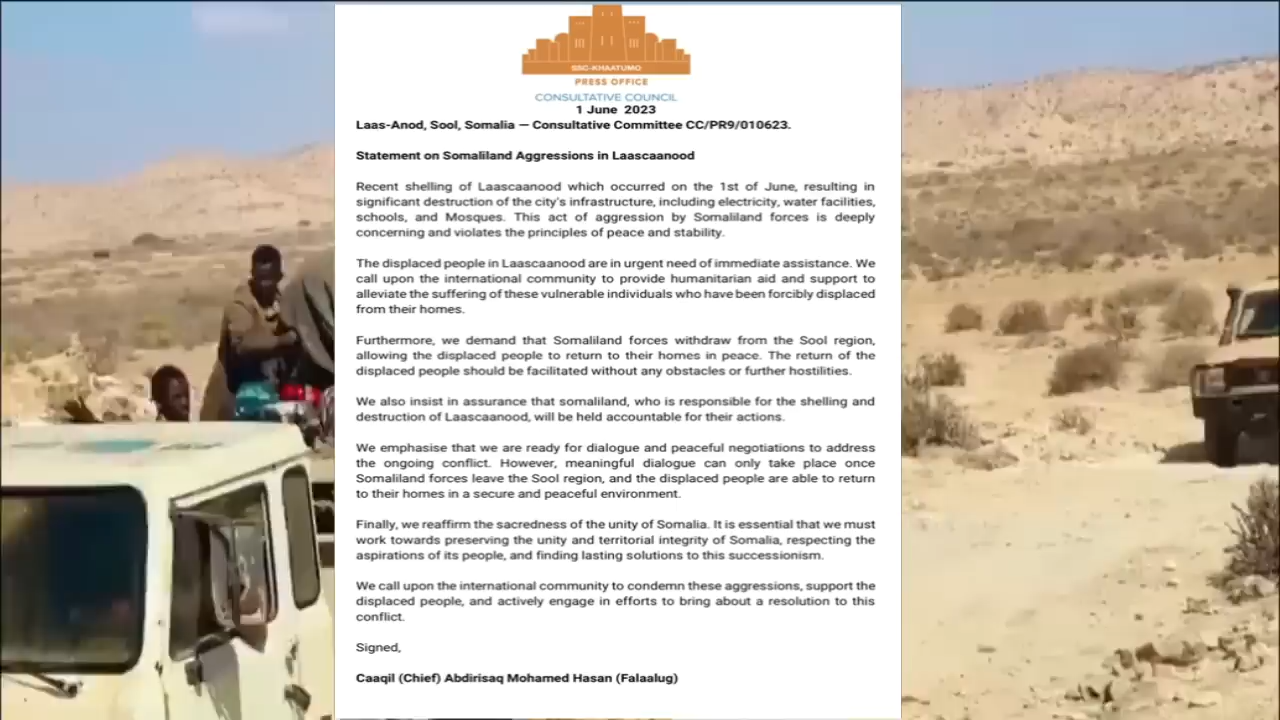 SSC-KHAATUMO
PRESS OFFICE
CONSULTATIVE COUNCIL
1 June 2023
Laas-Anod, Sool, Somalia — Consultative Committee CC/PR9/010623.
Statement on Somaliland Aggressions in Laascaanood
Recent shelling of Laascaanood which occurred on the 1st of June, resulting in
significant destruction of the city's infrastructure, including electricity, water facilities,
schools, and Mosques. This act of aggression by Somaliland forces is deeply
concerning and violates the principles of peace and stability.
The displaced people in Laascaanood are in urgent need of immediate assistance. We
call upon the international community to provide humanitarian aid and support to
alleviate the suffering of these vulnerable individuals who have been forcibly displaced
from their homes.
Furthermore, we demand that Somaliland forces withdraw from the Sool region,
allowing the displaced people to return to their homes in peace. The return of the
displaced people should be facilitated without any obstacles or further hostilities.
We also insist in assurance that somaliland, who is responsible for the shelling and
destruction of Laascaanood, will be held accountable for their actions.
We emphasise that we are ready for dialogue and peaceful negotiations to address
the ongoing conflict. However, meaningful dialogue can only take place once
Somaliland forces leave the Sool region, and the displaced people are able to return
to their homes in a secure and peaceful environment.
Finally, we reaffirm the sacredness of the unity of Somalia. It is essential that we must
work towards preserving the unity and territorial integrity of Somalia, respecting the
aspirations of its people, and finding lasting solutions to this successionism.
We call upon the international community to condemn these aggressions, support the
displaced people, and actively engage in efforts to bring about a resolution to this
conflict.
Signed,
Caaqil (Chief) Abdirisaq Mohamed Hasan (Falaalug)